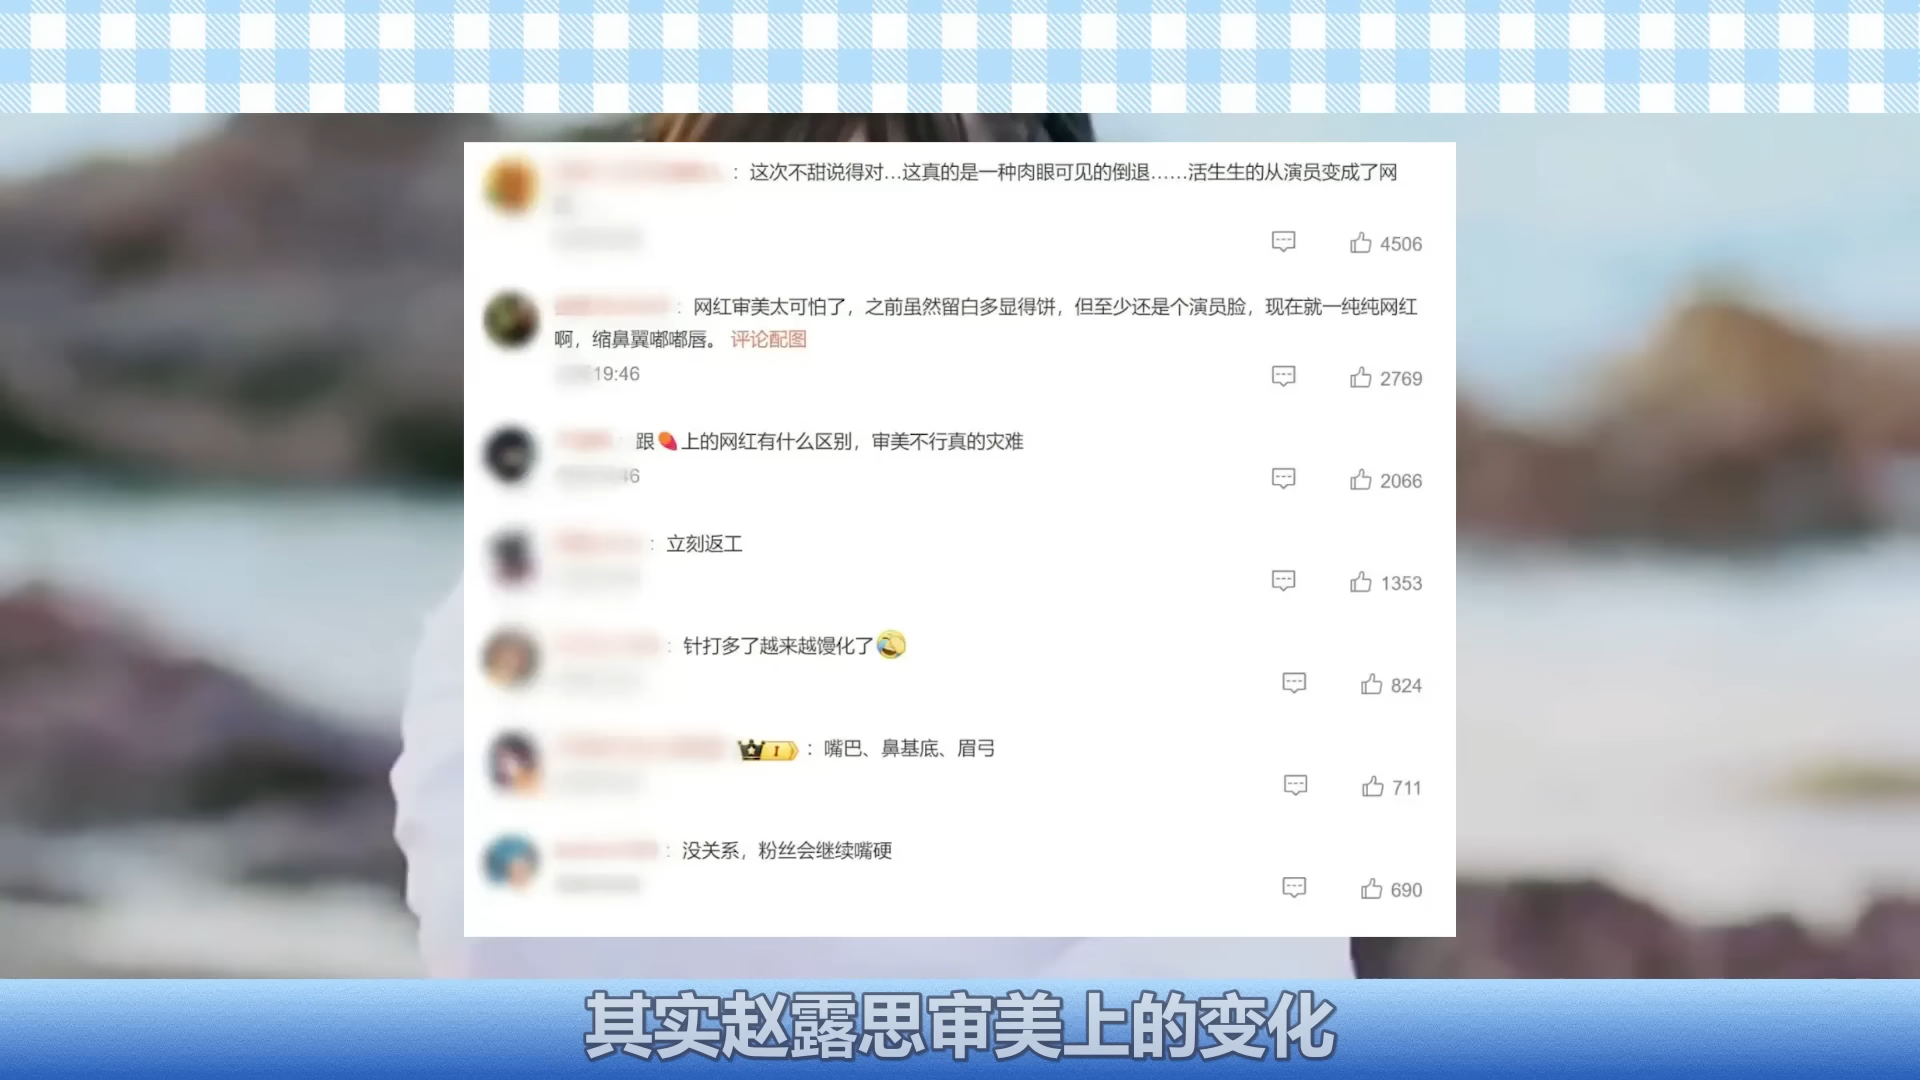 ：这次不甜说得对...这真的是一种肉眼可见的倒退......活生生的从演员变成了网
4506
：网红审美太可怕了，之前虽然留白多显得饼，但至少还是个演员脸，现在就一纯纯网红
啊，缩鼻翼嘟嘟唇。 评论配图
19:46
2769
跟💊上的网红有什么区别，审美不行真的灾难
46
2066
：立刻返工
1353
：针打多了越来越馒化了
824
I ：嘴巴、鼻基底、眉弓
711
：没关系，粉丝会继续嘴硬
690
其实赵露思审美上的变化